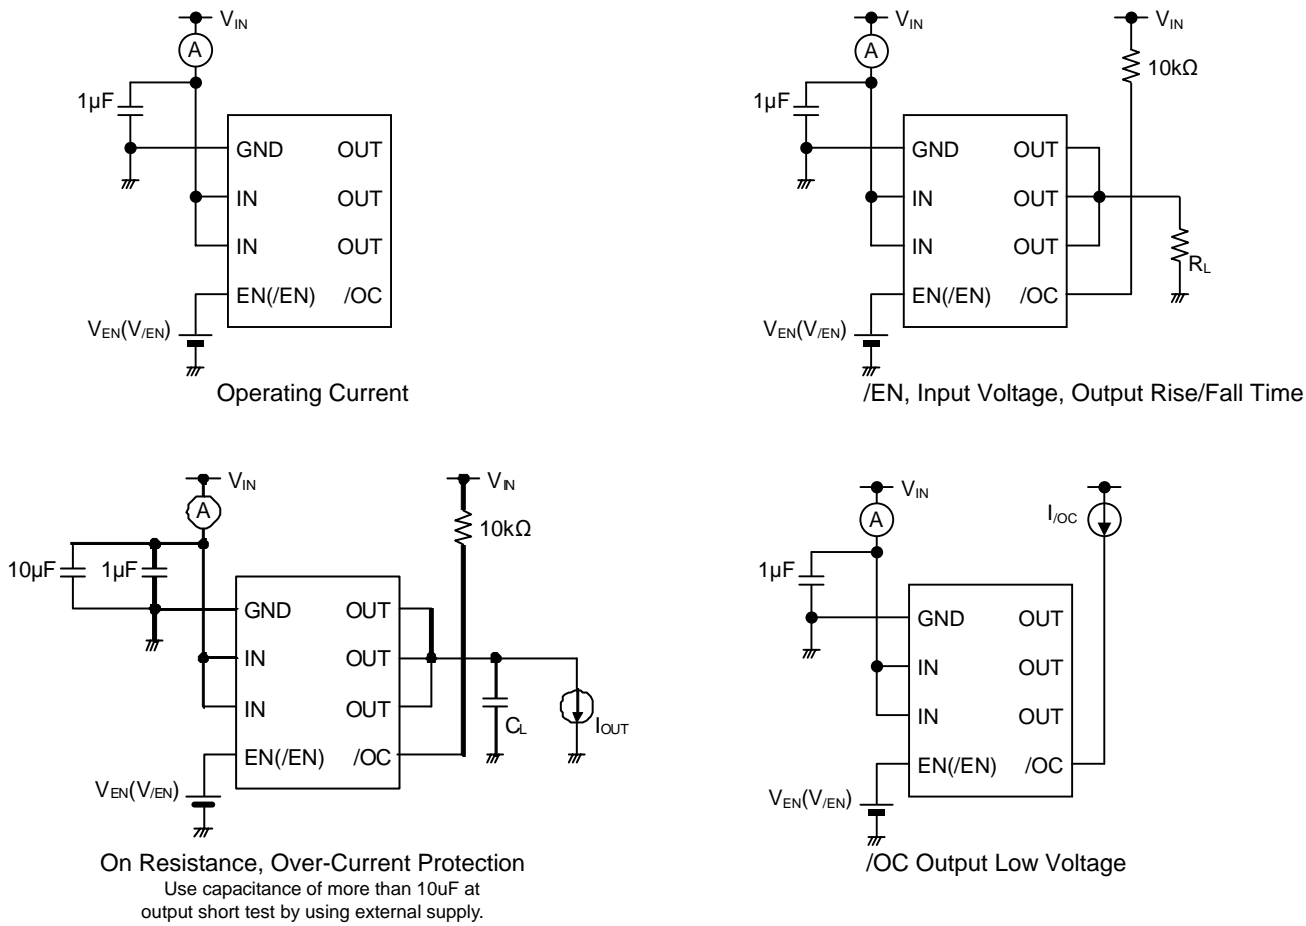 VIN
A
1µF
GND OUT
IN OUT
IN OUT
EN(/EN) /OC
VEN(V/EN)
Operating Current
VIN VIN
A
10kΩ
1µF
GND OUT
IN OUT
IN OUT
RL
EN(/EN) /OC
VEN(V/EN)
/EN, Input Voltage, Output Rise/Fall Time
VIN VIN
A
10kΩ
10µF 1µF
GND OUT
IN OUT
IN OUT
CL IOUT
EN(/EN) /OC
VEN(V/EN)
On Resistance, Over-Current Protection
Use capacitance of more than 10uF at
output short test by using external supply.
VIN
I/OC
A
1µF
GND OUT
IN OUT
IN OUT
EN(/EN) /OC
VEN(V/EN)
/OC Output Low Voltage